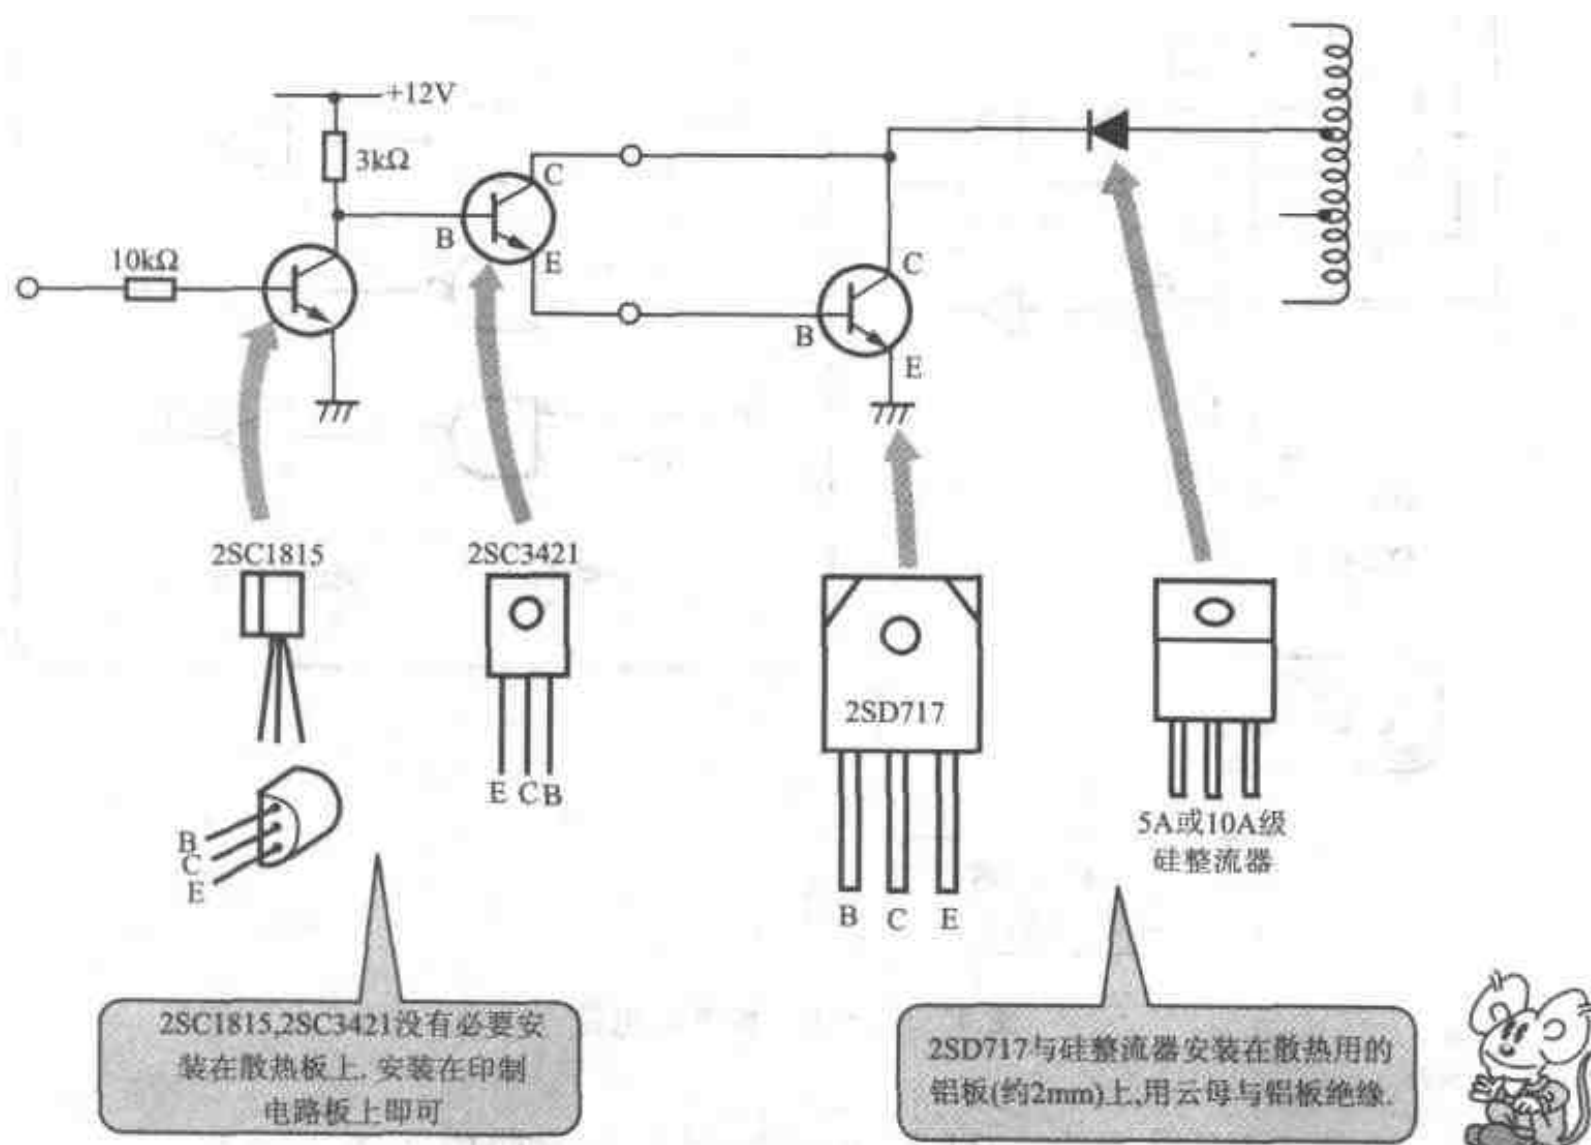 +12V
3kΩ
10kΩ
C
B
E
C
B
E
2SC1815
2SC3421
2SD717
E C B
B
C
E
B C E
5A或10A级
硅整流器
2SC1815,2SC3421没有必要安
装在散热板上. 安装在印制
电路板上即可
2SD717与硅整流器安装在散热用的
铝板(约2mm)上,用云母与铝板绝缘.